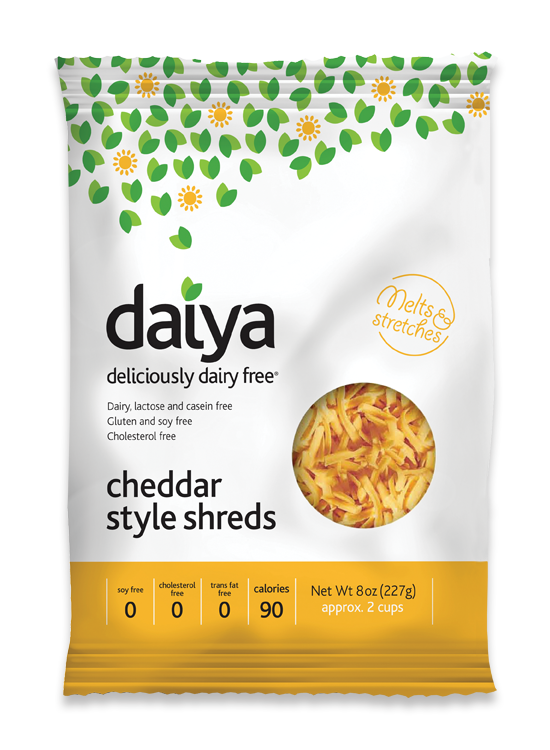 daiya
deliciously dairy free®
Dairy, lactose and casein free
Gluten and soy free
Cholesterol free
Melts &
stretches
cheddar
style shreds
soy free
0
cholesterol
free
0
trans fat
free
0
calories
90
Net Wt 8oz (227g)
approx. 2 cups